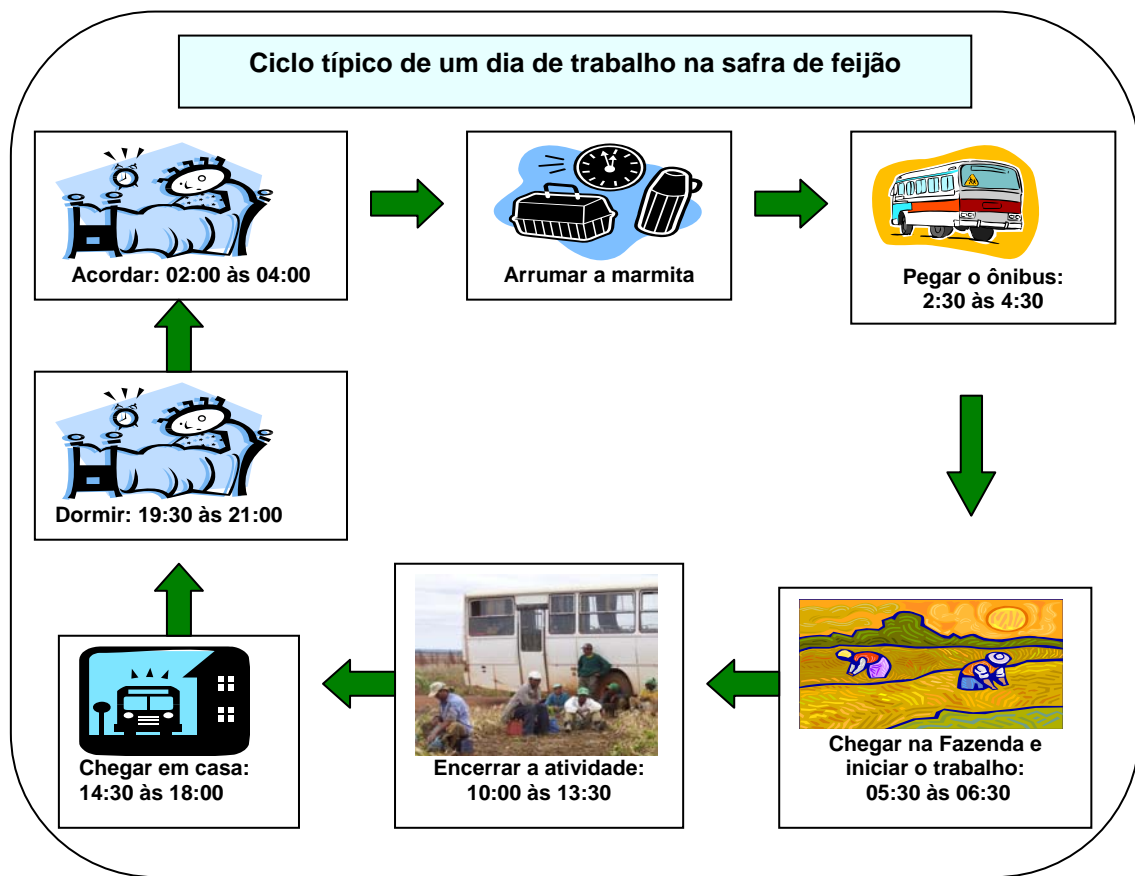 Ciclo típico de um dia de trabalho na safra de feijão
Acordar: 02:00 às 04:00
Arrumar a marmita
Pegar o ônibus:
2:30 às 4:30
Chegar na Fazenda e
iniciar o trabalho:
05:30 às 06:30
Encerrar a atividade:
10:00 às 13:30
Chegar em casa:
14:30 às 18:00
Dormir: 19:30 às 21:00